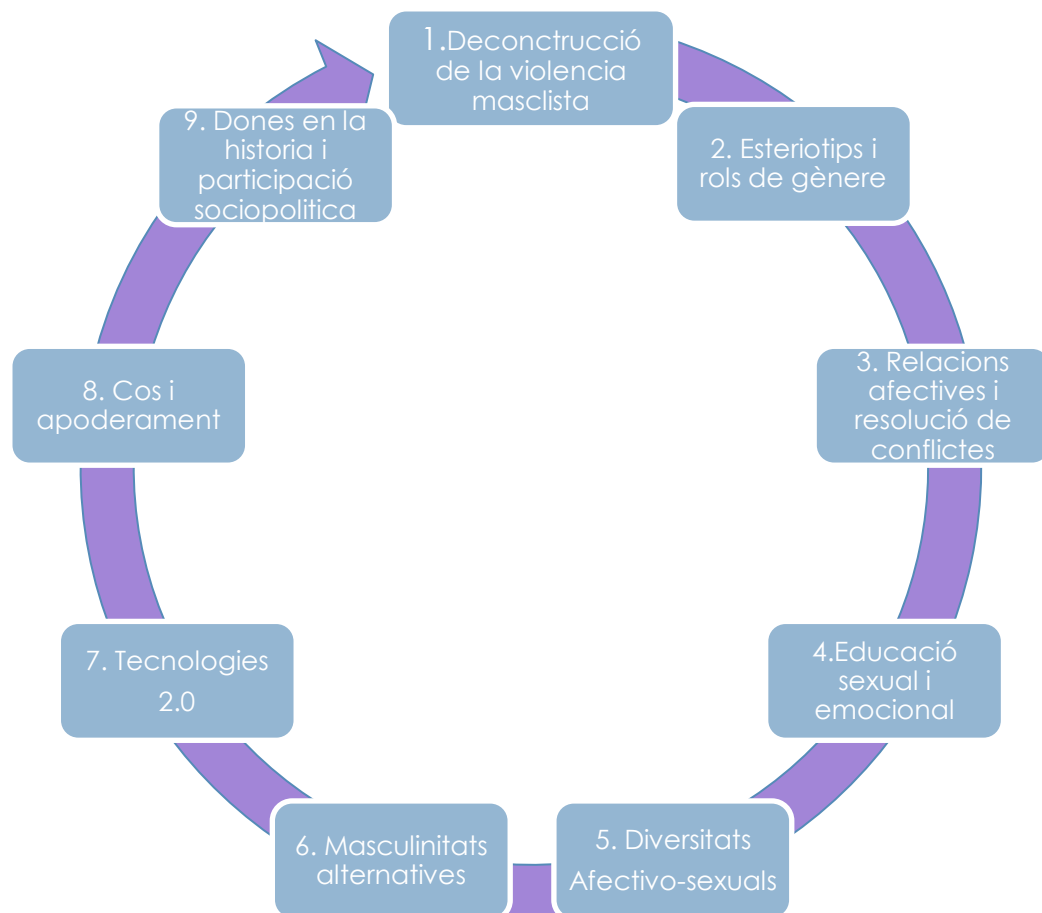 1.Deconctrucció
de la violencia
masclista
2. Esteriotips i
rols de gènere
3. Relacions
afectives i
resolució de
conflictes
4.Educació
sexual i
emocional
5. Diversitats
Afectivo-sexuals
6. Masculinitats
alternatives
7. Tecnologies
2.0
8. Cos i
apoderament
9. Dones en la
historia i
participació
sociopolitica